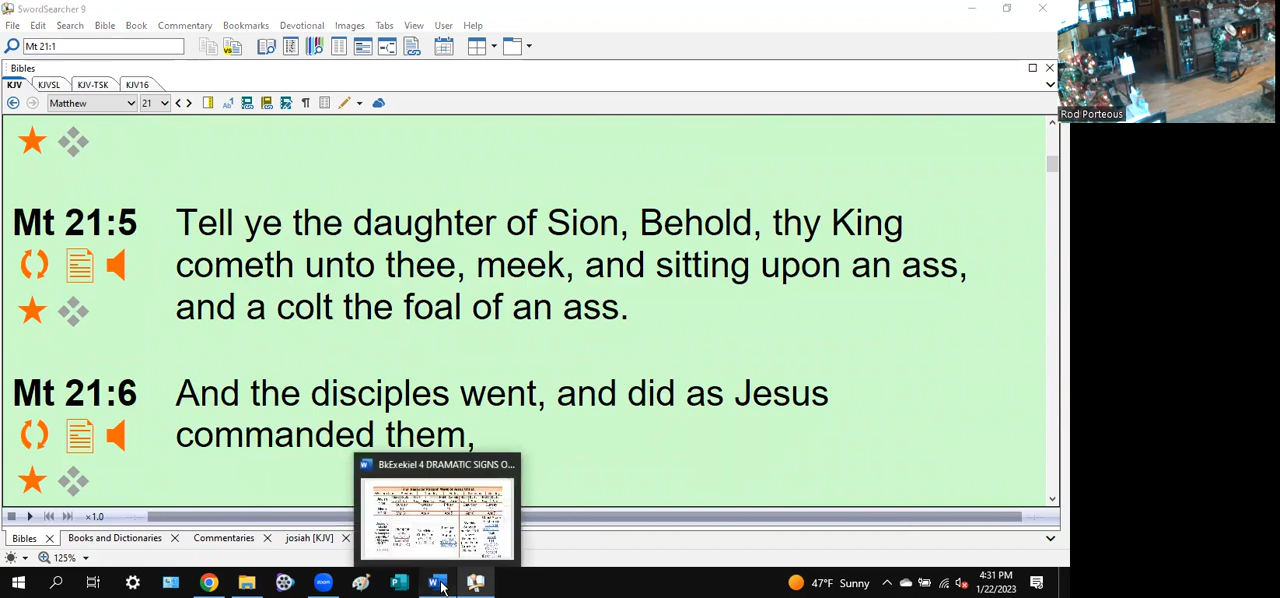 SwordSearcher 9
File Edit Search Bible Book Commentary Bookmarks Devotional Images Tabs View User Help
Mt 21:1
Bibles
KJV KJVSL KJV-TSK KJV16
Matthew 21
Mt 21:5 Tell ye the daughter of Sion, Behold, thy King
cometh unto thee, meek, and sitting upon an ass,
and a colt the foal of an ass.
Mt 21:6 And the disciples went, and did as Jesus
commanded them,
BkExekiel 4 DRAMATIC SIGNS O...
x1.0
Bibles Books and Dictionaries Commentaries josiah [KJV]
125%
47°F Sunny
4:31 PM
1/22/2023
Rod Porteous